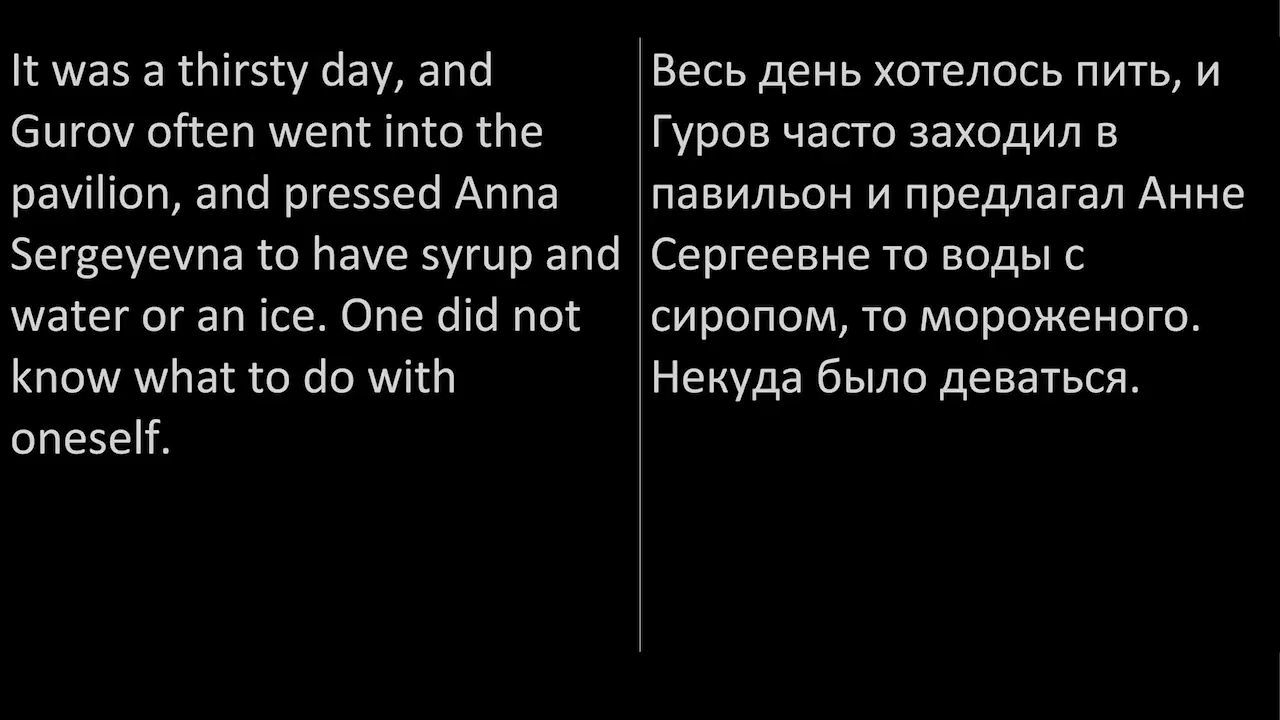 It was a thirsty day, and
Gurov often went into the
pavilion, and pressed Anna
Sergeyevna to have syrup and
water or an ice. One did not
know what to do with
oneself.
Весь день хотелось пить, и
Гуров часто заходил в
павильон и предлагал Анне
Сергеевне то воды с
сиропом, то мороженого.
Некуда было деваться.